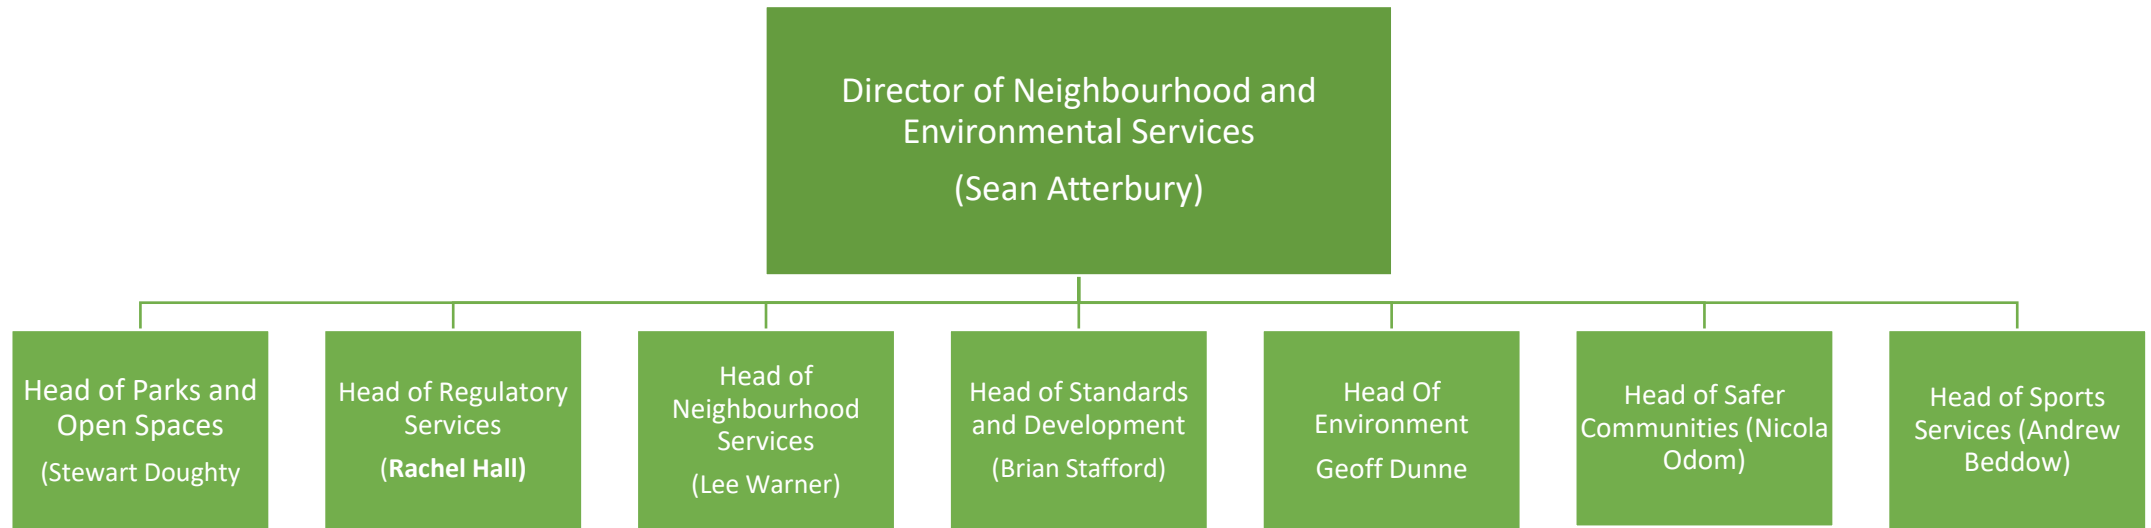 Director of Neighbourhood and
Environmental Services
(Sean Atterbury)
Head of Parks and
Open Spaces
(Stewart Doughty
Head of Regulatory
Services
(Rachel Hall)
Head of
Neighbourhood
Services
(Lee Warner)
Head of Standards
and Development
(Brian Stafford)
Head Of
Environment
Geoff Dunne
Head of Safer
Communities (Nicola
Odom)
Head of Sports
Services (Andrew
Beddow)